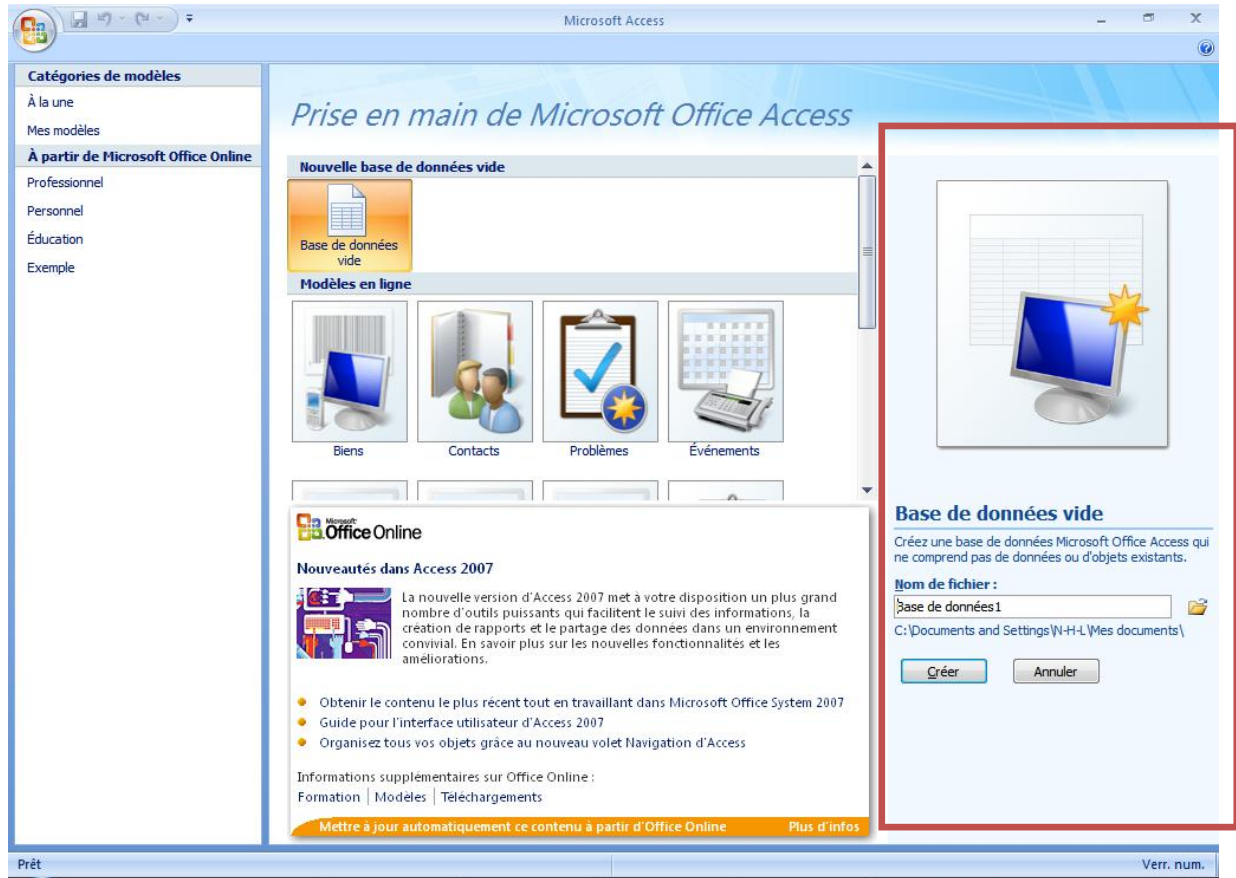 Microsoft Access
Catégories de modèles
À la une
Mes modèles
À partir de Microsoft Office Online
Professionnel
Personnel
Éducation
Exemple
Prise en main de Microsoft Office Access
Nouvelle base de données vide
Base de données
vide
Modèles en ligne
Biens
Contacts
Problèmes
Événements
Microsoft
Office Online
Nouveautés dans Access 2007
La nouvelle version d'Access 2007 met à votre disposition un plus grand
nombre d'outils puissants qui facilitent le suivi des informations, la
création de rapports et le partage des données dans un environnement
convivial. En savoir plus sur les nouvelles fonctionnalités et les
améliorations.
Obtenir le contenu le plus récent tout en travaillant dans Microsoft Office System 2007
Guide pour l'interface utilisateur d'Access 2007
Organisez tous vos objets grâce au nouveau volet Navigation d'Access
Informations supplémentaires sur Office Online :
Formation | Modèles | Téléchargements
Mettre à jour automatiquement ce contenu à partir d'Office Online Plus d'infos
Base de données vide
Créez une base de données Microsoft Office Access qui
ne comprend pas de données ou d'objets existants.
Nom de fichier :
Base de données1
C:\Documents and Settings\N-H-L\Mes documents\
Créer
Annuler
Prêt
Verr. num.